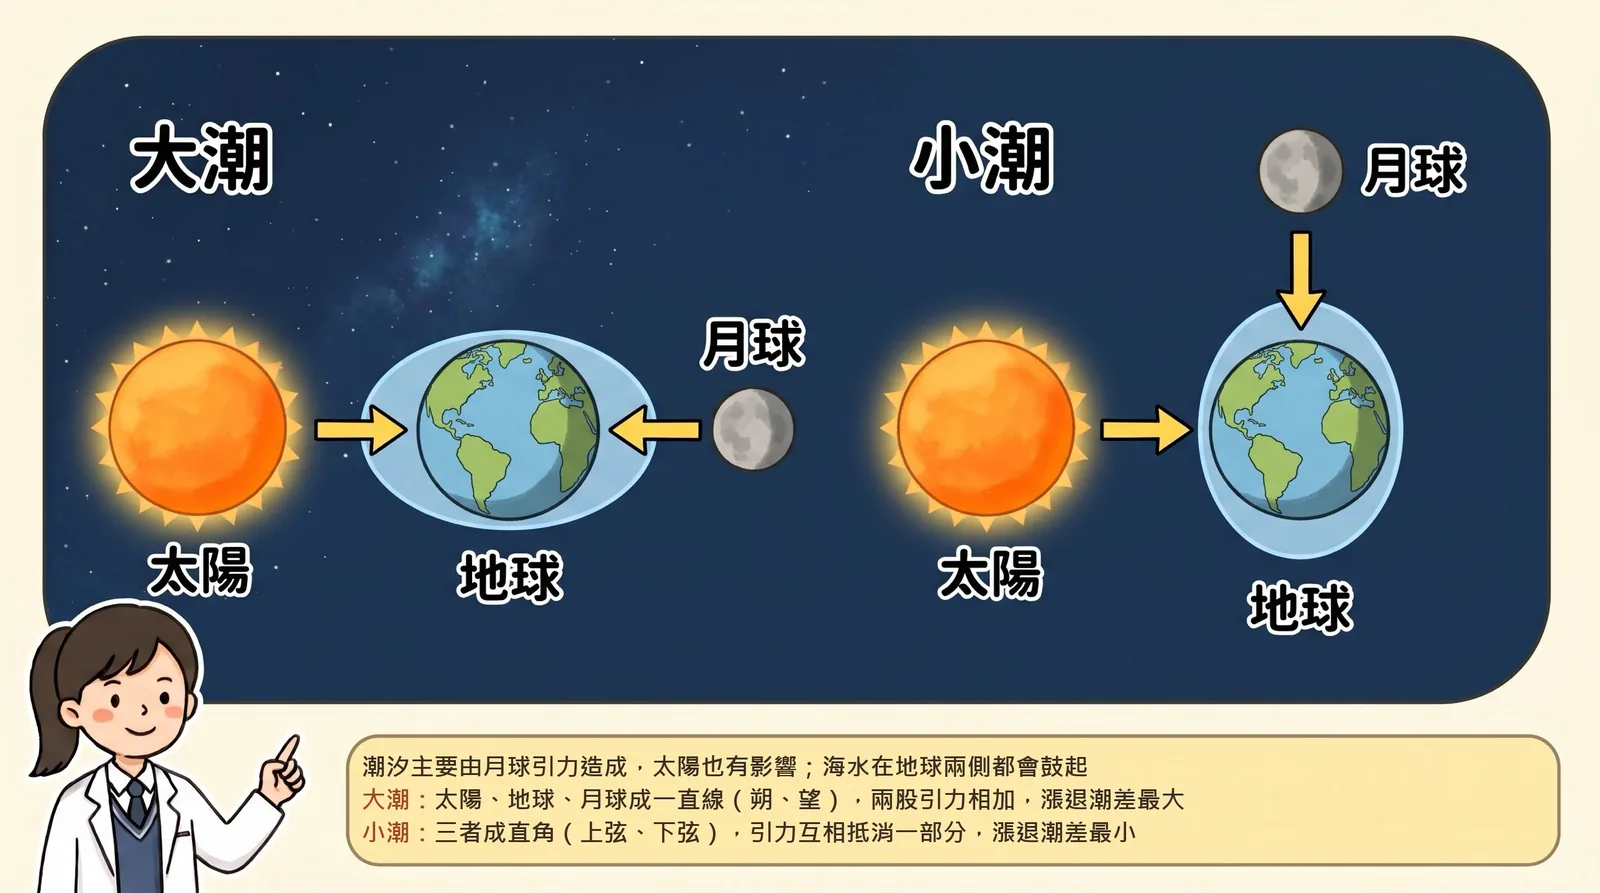 大潮
小潮
月球
月球
太陽
地球
太陽
地球
潮汐主要由月球引力造成，太陽也有影響；海水在地球兩側都會鼓起
大潮：太陽、地球、月球成一直線（朔、望），兩股引力相加，漲退潮差最大
小潮：三者成直角（上弦、下弦），引力互相抵消一部分，漲退潮差最小